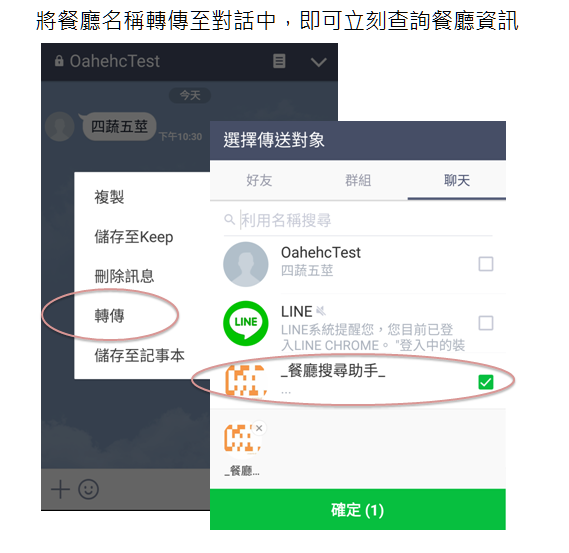 將餐廳名稱轉傳至對話中，即可立刻查詢餐廳資訊
OahehcTest
今天
四蔬五莖
下午10:30
複製
儲存至Keep
刪除訊息
轉傳
儲存至記事本
選擇傳送對象
好友 群組 聊天
利用名稱搜尋
OahehcTest
四蔬五莖
LINE
LINE
LINE系統提醒您，您目前已登
入LINE CHROME。 "登入中的裝
_餐廳搜尋助手_
...
_餐廳...
確定 (1)